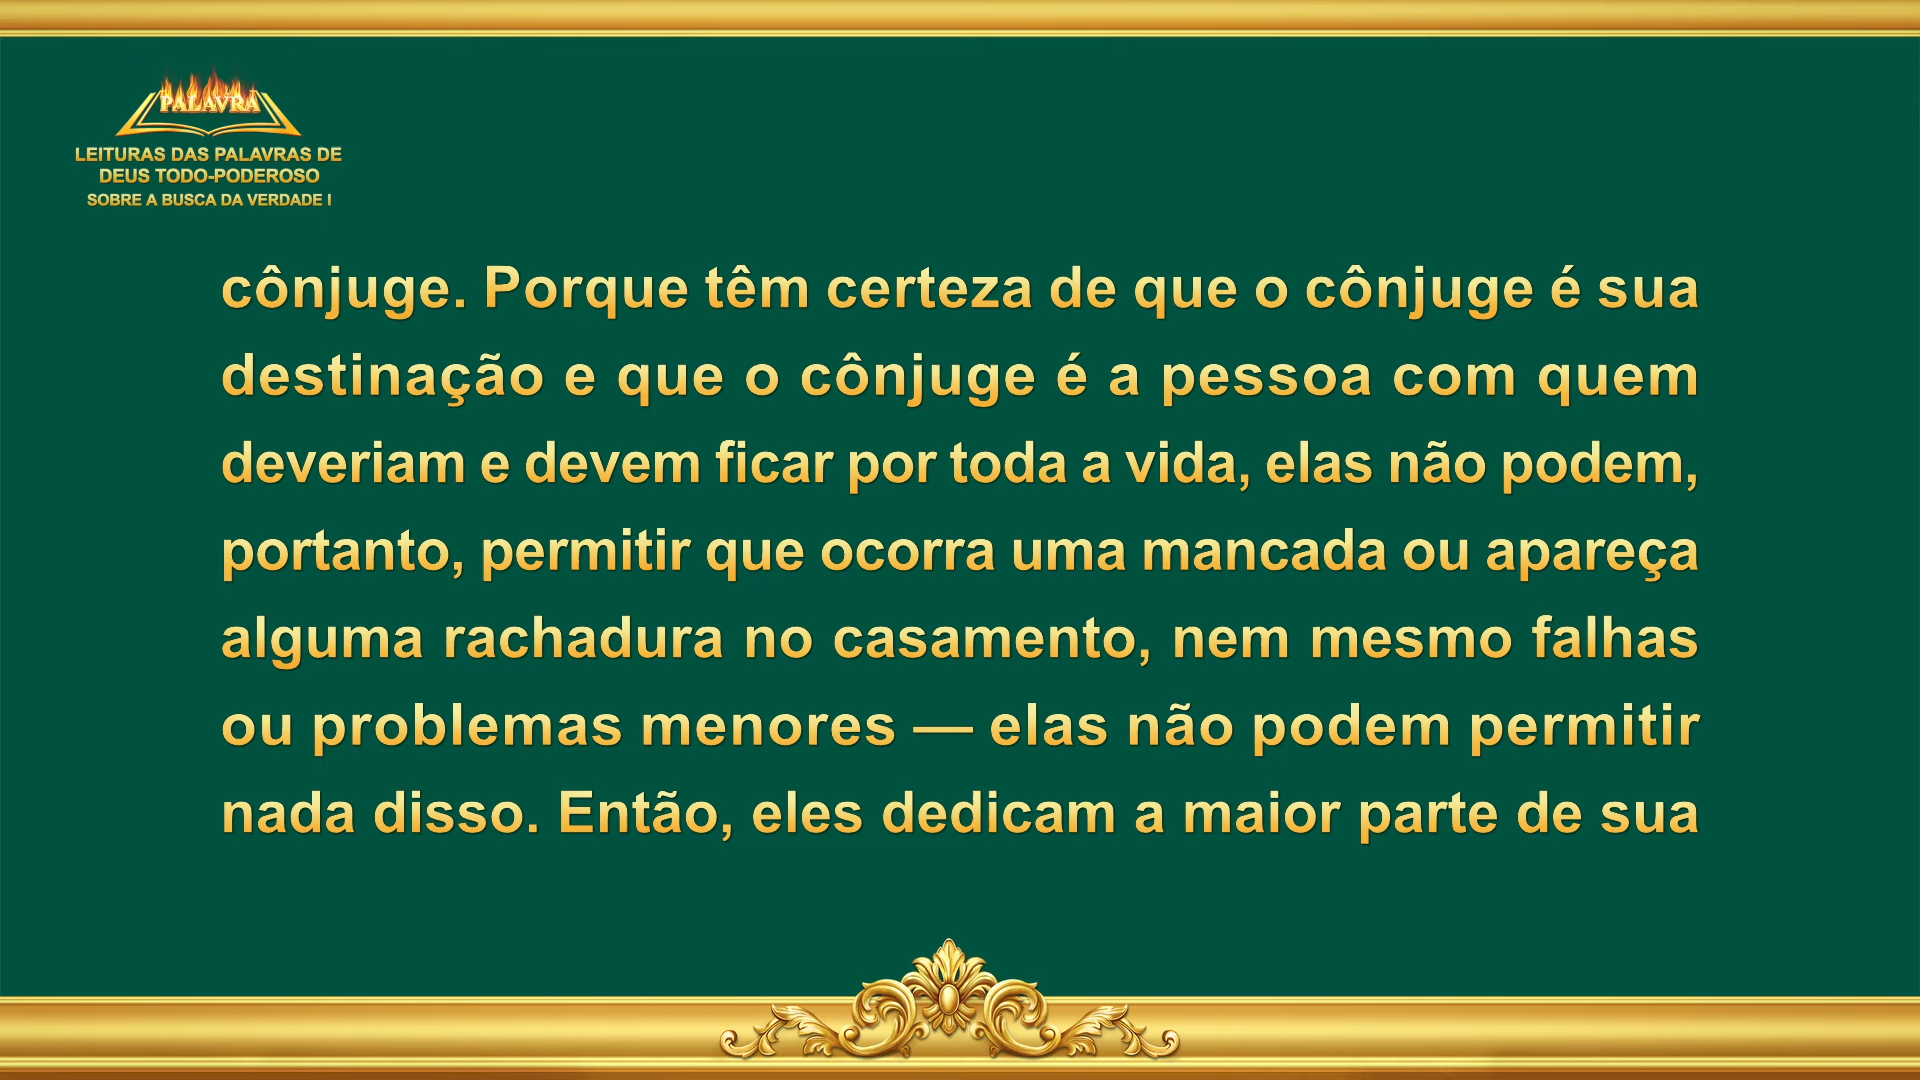 PALAVRA
LEITURAS DAS PALAVRAS DE
DEUS TODO-PODEROSO
SOBRE A BUSCA DA VERDADE I
cônjuge. Porque têm certeza de que o cônjuge é sua
destinação e que o cônjuge é a pessoa com quem
deveriam e devem ficar por toda a vida, elas não podem,
portanto, permitir que ocorra uma mancada ou apareça
alguma rachadura no casamento, nem mesmo falhas
ou problemas menores — elas não podem permitir
nada disso. Então, eles dedicam a maior parte de sua